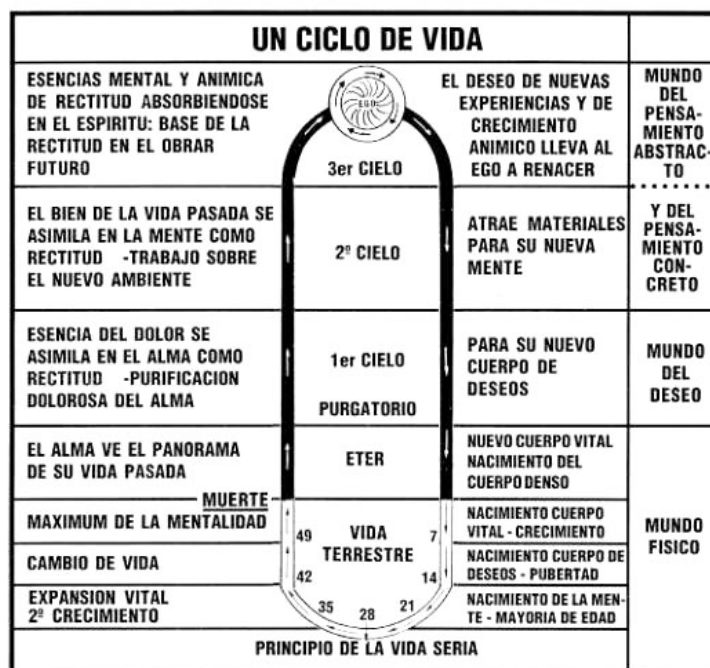 UN CICLO DE VIDA
ESENCIAS MENTAL Y ANIMICA
DE RECTITUD ABSORBIENDOSE
EN EL ESPIRITU: BASE DE LA
RECTITUD EN EL OBRAR
FUTURO
EGO
3er CIELO
EL DESEO DE NUEVAS
EXPERIENCIAS Y DE
CRECIMIENTO
ANIMICO LLEVA AL
EGO A RENACER
MUNDO
DEL
PENSA-
MIENTO
ABSTRAC-
TO
EL BIEN DE LA VIDA PASADA SE
ASIMILA EN LA MENTE COMO
RECTITUD -TRABAJO SOBRE
EL NUEVO AMBIENTE
2º CIELO
ATRAE MATERIALES
PARA SU NUEVA
MENTE
Y DEL
PENSA-
MIENTO
CON-
CRETO
ESENCIA DEL DOLOR SE
ASIMILA EN EL ALMA COMO
RECTITUD -PURIFICACION
DOLOROSA DEL ALMA
1er CIELO
PURGATORIO
PARA SU NUEVO
CUERPO DE
DESEOS
MUNDO
DEL
DESEO
EL ALMA VE EL PANORAMA
DE SU VIDA PASADA
ETER
NUEVO CUERPO VITAL
NACIMIENTO DEL
CUERPO DENSO
MUERTE
MAXIMUM DE LA MENTALIDAD
49
VIDA
TERRESTRE
7
NACIMIENTO CUERPO
VITAL - CRECIMIENTO
MUNDO
FISICO
CAMBIO DE VIDA
42
14
NACIMIENTO CUERPO DE
DESEOS - PUBERTAD
EXPANSION VITAL
2º CRECIMIENTO
35
28
21
NACIMIENTO DE LA MEN-
TE - MAYORIA DE EDAD
PRINCIPIO DE LA VIDA SERIA